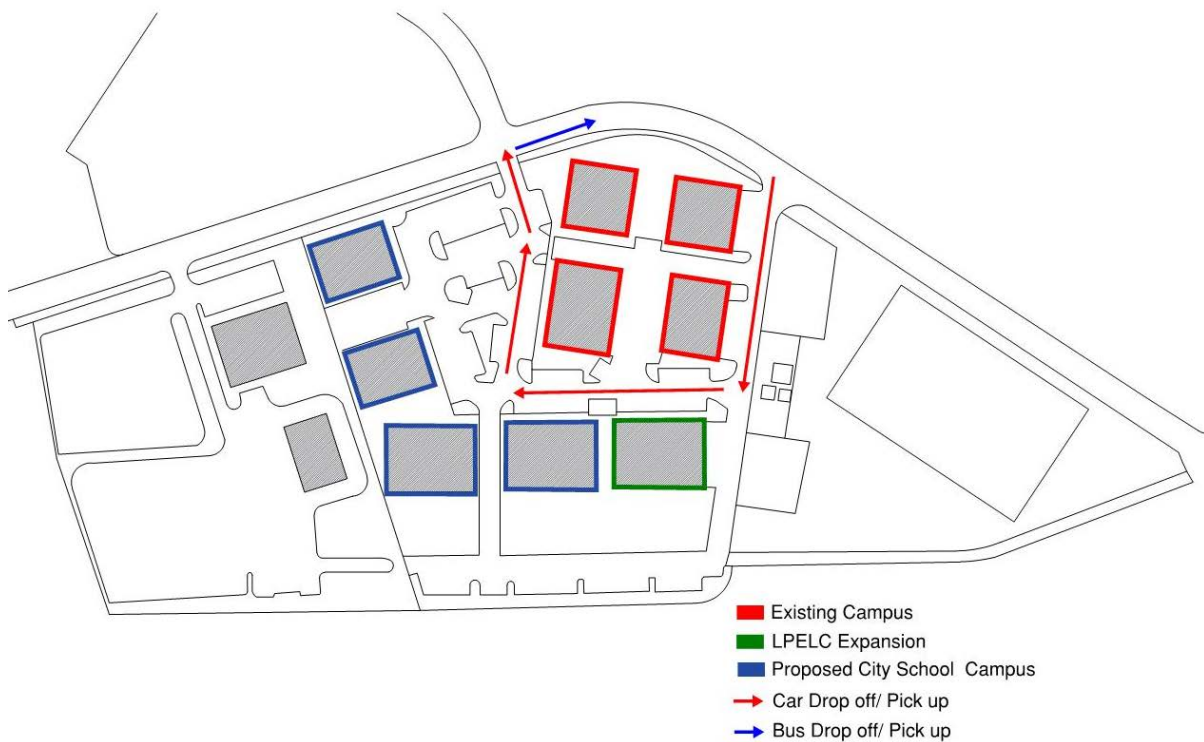 Existing Campus
LPELC Expansion
Proposed City School Campus
Car Drop off/ Pick up
Bus Drop off/ Pick up